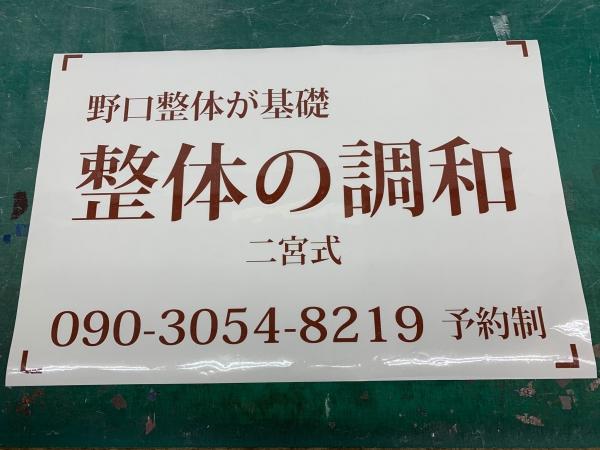 野口整体が基礎
整体の調和
二宮式
090-3054-8219 予約制